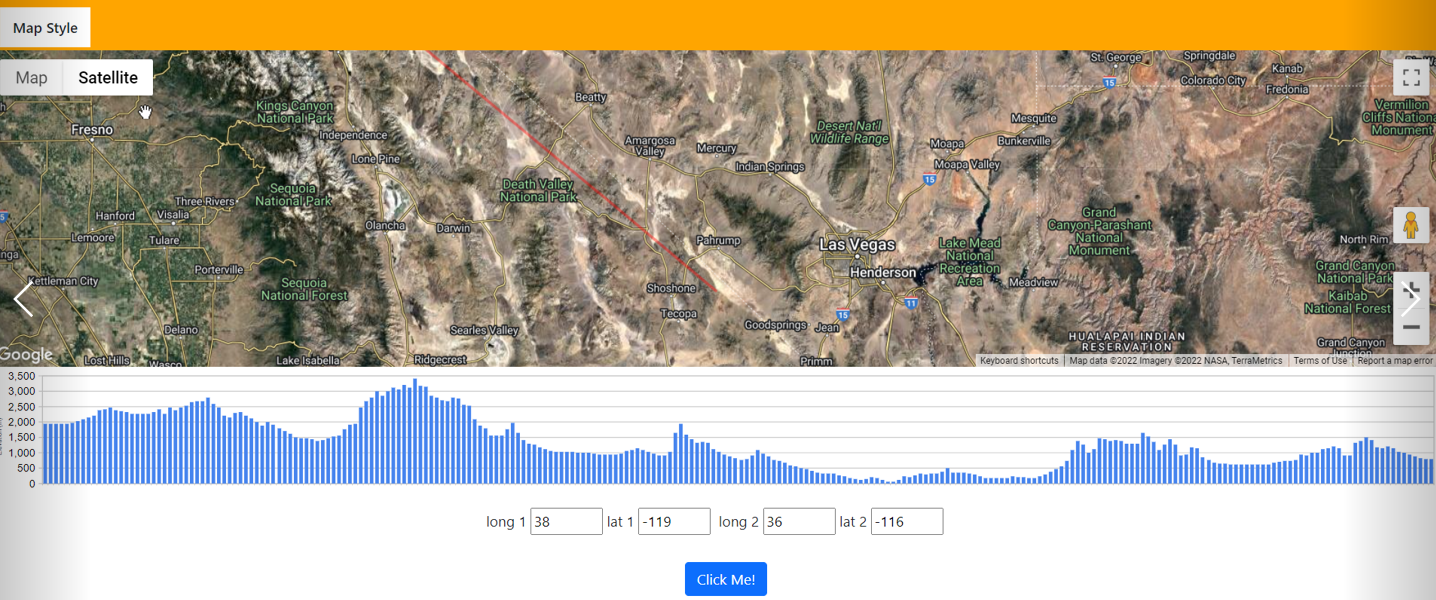 Map Style
Map Satellite
St. George
Springdale
Kanab
Colorado City
Fredonia
15
Beatty
Kings Canyon
National Park
Vermilion
Cliffs Nationa
Monument
Fresno
Independence
Mesquite
Desert Nat'l
Wildlife Range
Amargosa
Valley
Mercury
Moapa
Bunkerville
Lone Pine
Indian Springs
Moapa Valley
15
Sequoia
National Park
Death Valley
National Park
Three Rivers
Hanford
Visalia
5
Olancha
Darwin
Grand
Canyon-Parashant
National
Monument
Lemoore
Tulare
nga
Pahrump
Las Vegas
Lake Mead
National
Recreation
Area
North Rim
Porterville
Henderson
Grand Canyon
National Park
Kettleman City
Sequoia
National Forest
Shoshone
Meadview
Kaibab
National Forest
11
Tecopa
15
Goodsprings
Jean
Delano
Searles Valley
HUALAPAI INDIAN
RESERVATION
Grand Canyon
Junction
Google
Lost Hills
Wasco
Lake Isabella
Ridgecrest
Primm
Keyboard shortcuts
Map data ©2022 Imagery ©2022 NASA, TerraMetrics
Terms of Use
Report a map error
3,500
3,000
2,500
2,000
1,500
1,000
500
0
long 1 38 lat 1 -119 long 2 36 lat 2 -116
Click Me!